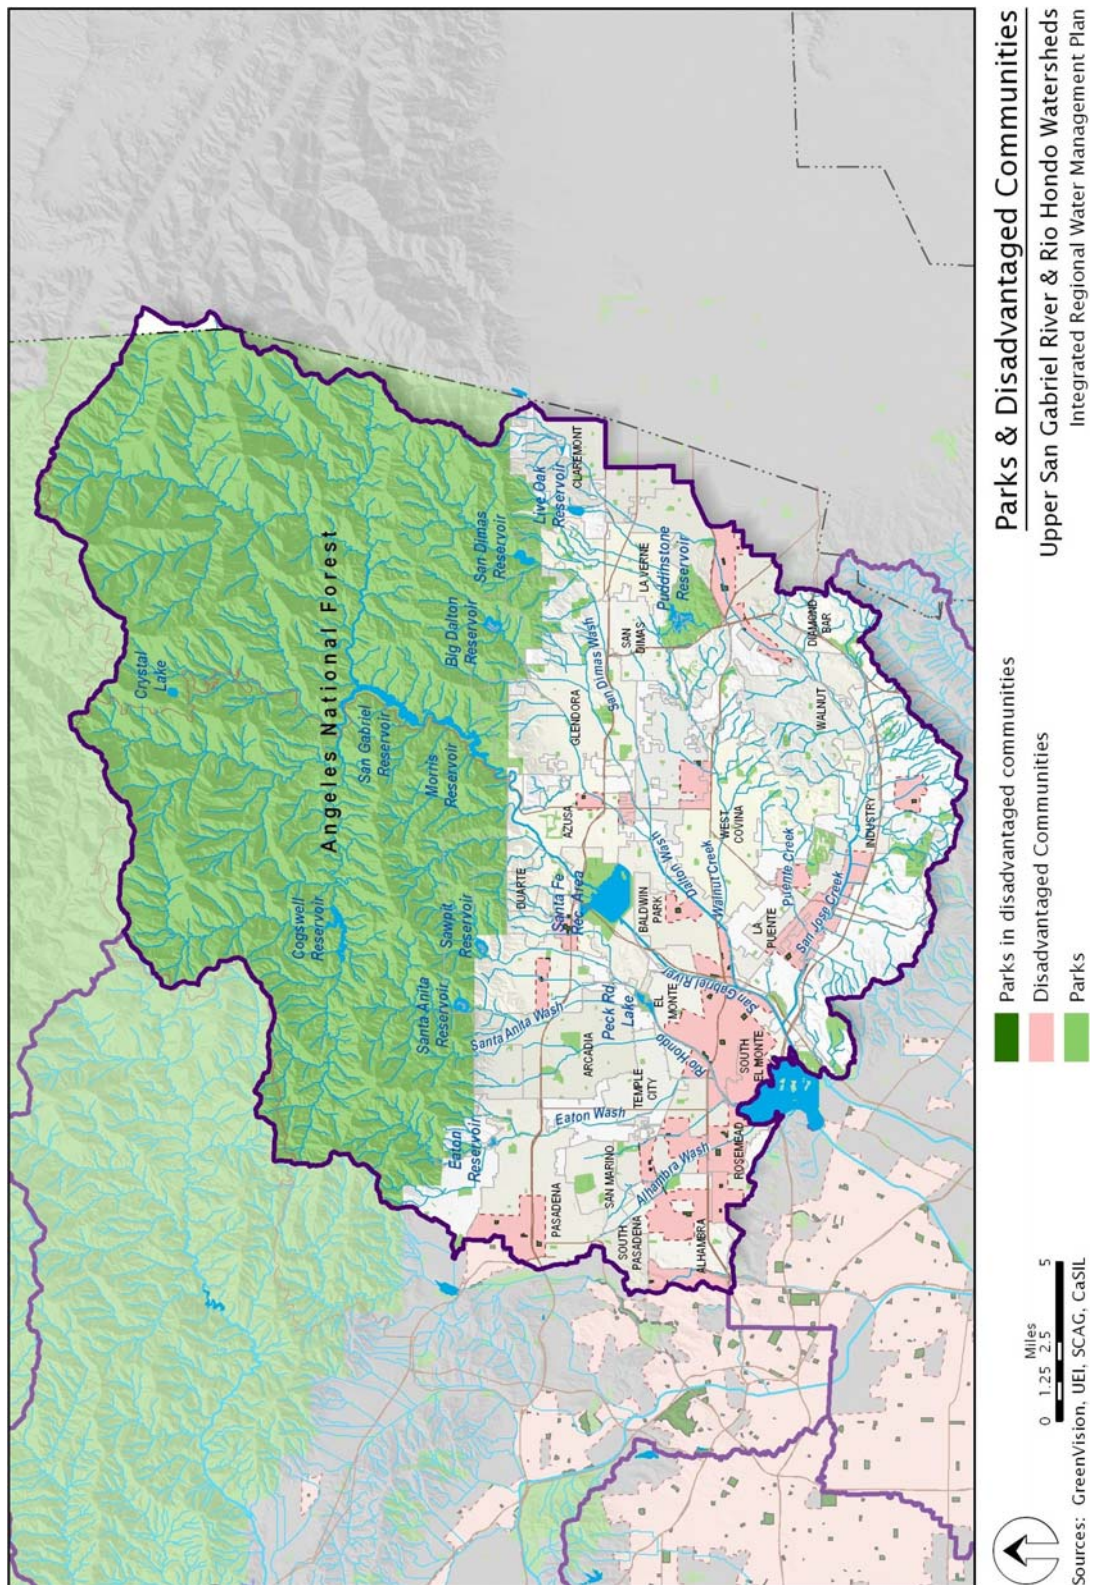 Parks & Disadvantaged Communities
Upper San Gabriel River & Rio Hondo Watersheds
Integrated Regional Water Management Plan
Parks in disadvantaged communities
Disadvantaged Communities
Parks
Miles
0 1.25 2.5 5
Sources: GreenVision, UEI, SCAG, CaSIL
Crystal
Lake
Angeles National Forest
Cogswell
Reservoir
San Gabriel
Reservoir
Morris
Reservoir
Big Dalton
Reservoir
San Dimas
Reservoir
Live Oak
Reservoir
Santa Anita
Reservoir
Sawpit
Reservoir
Eaton
Reservoir
Santa Anita Wash
DUARTE
AZUSA
GLENDORA
San Dimas Wash
CLAREMONT
PASADENA
ARCADIA
Santa Fe
Rec. Area
Eaton Wash
Peck Rd
Lake
SAN MARINO
SOUTH
PASADENA
TEMPLE
CITY
EL
MONTE
BALDWIN
PARK
Dalton Wash
SAN
DIMAS
LA VERNE
Puddinstone
Reservoir
Alhambra Wash
ALHAMBRA
ROSEMEAD
Rio Hondo
SOUTH
EL MONTE
San Gabriel River
Walnut Creek
WEST
COVINA
LA
PUENTE
Puente Creek
San Jose Creek
WALNUT
DIAMOND
BAR
INDUSTRY